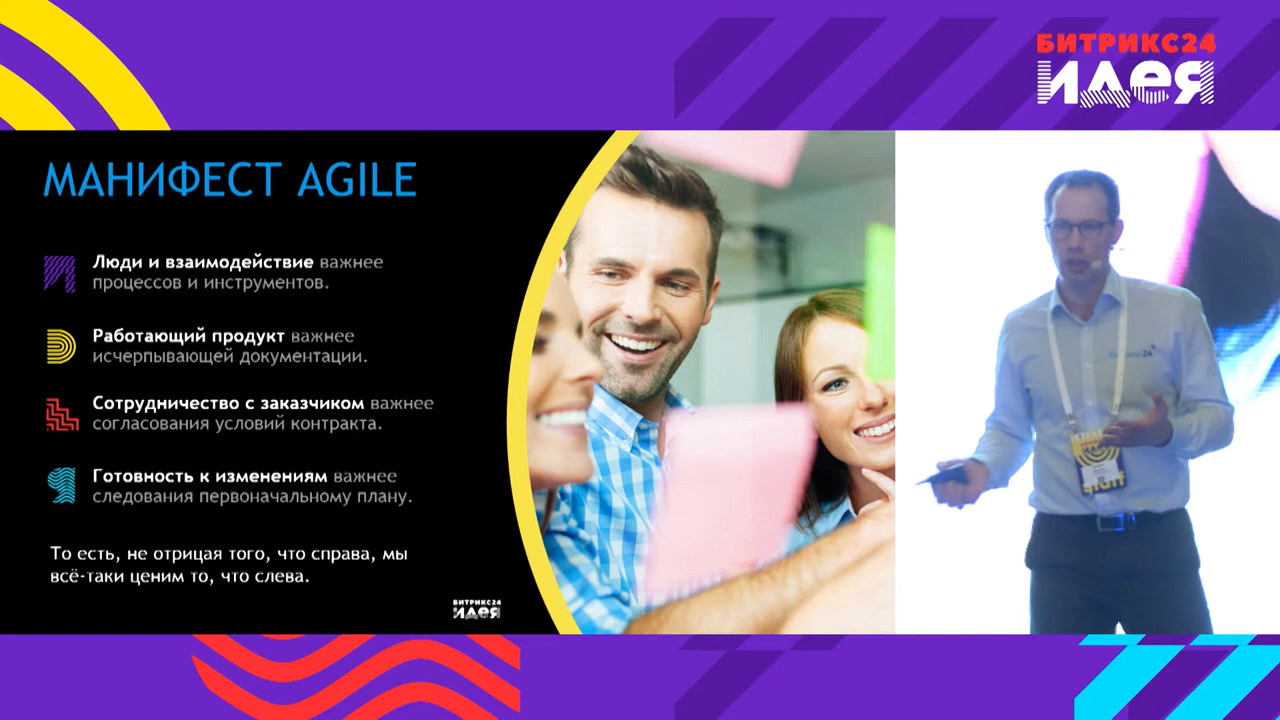 БИТРИКС24
ИДЕЯ
МАНИФЕСТ AGILE
Люди и взаимодействие важнее
процессов и инструментов.
Работающий продукт важнее
исчерпывающей документации.
Сотрудничество с заказчиком важнее
согласования условий контракта.
Готовность к изменениям важнее
следования первоначальному плану.
То есть, не отрицая того, что справа, мы
всё-таки ценим то, что слева.
БИТРИКС24
ИДЕЯ
24
staff